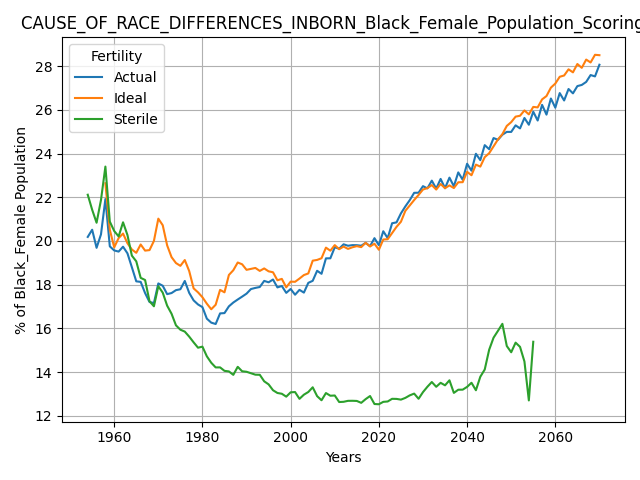 CAUSE_OF_RACE_DIFFERENCES_INBORN_Black_Female_Population_Scoring
Fertility
Actual
Ideal
Sterile
% of Black_Female Population
28
26
24
22
20
18
16
14
12
1960
1980
2000
2020
2040
2060
Years